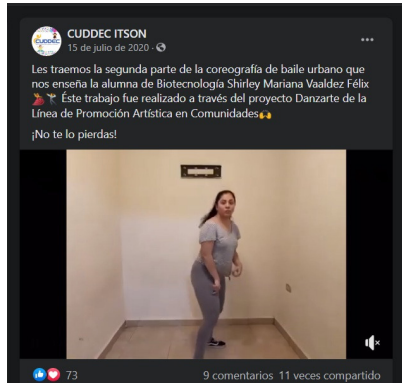 CUDDEC ITSON
CUDDEC
15 de julio de 2020 ·
Les traemos la segunda parte de la coreografía de baile urbano que
nos enseña la alumna de Biotecnología Shirley Mariana Vaaldez Félix
Éste trabajo fue realizado a través del proyecto Danzarte de la
Línea de Promoción Artística en Comunidades
¡No te lo pierdas!
73
9 comentarios 11 veces compartido